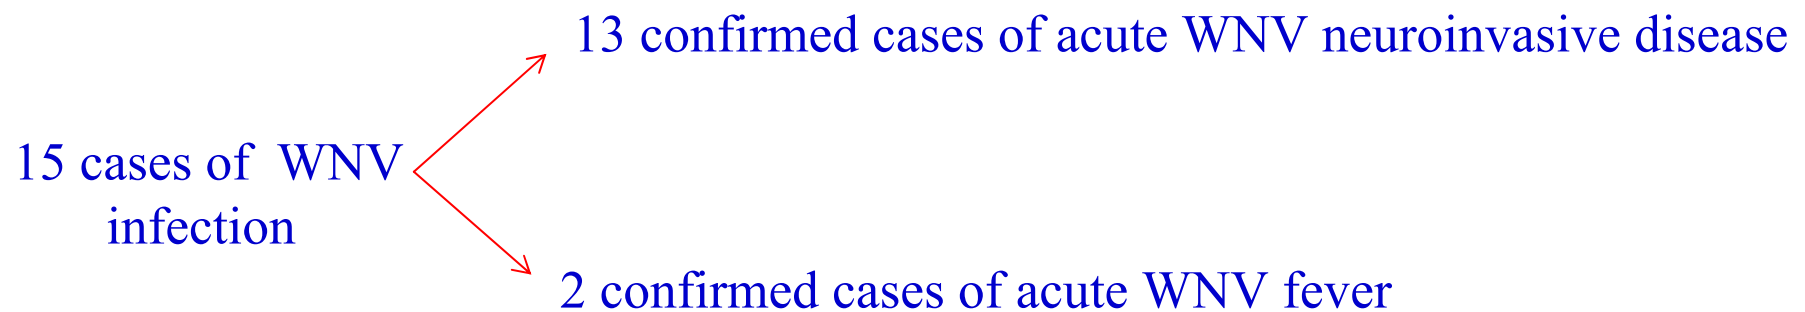 13 confirmed cases of acute WNV neuroinvasive disease
15 cases of  WNV
infection
2 confirmed cases of acute WNV fever